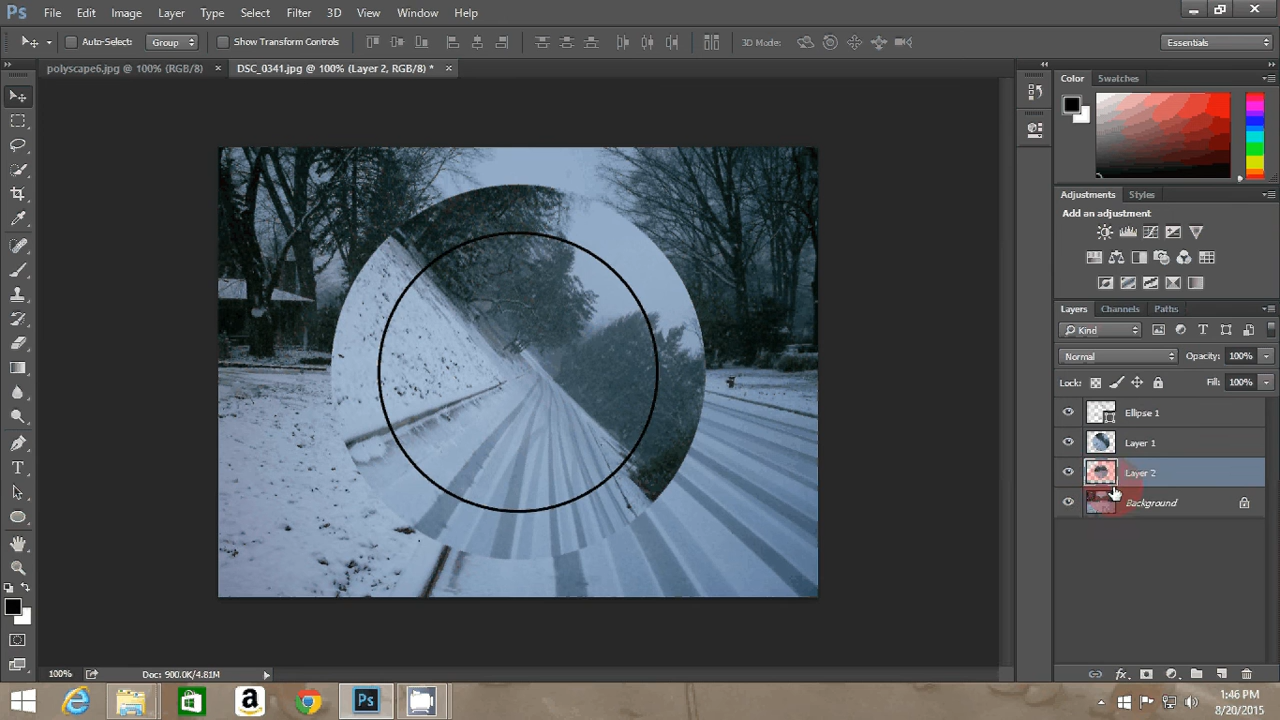 Ps File Edit Image Layer Type Select Filter 3D View Window Help
Auto-Select: Group Show Transform Controls 3D Mode: Essentials
polyscape6.jpg @ 100% (RGB/8) × DSC_0341.jpg @ 100% (Layer 2, RGB/8) * ×
Color Swatches
Adjustments Styles
Add an adjustment
Layers Channels Paths
Kind
Normal Opacity: 100%
Lock: Fill: 100%
Ellipse 1
Layer 1
Layer 2
Background
100% Doc: 900.0K/4.81M
Ps 1:46 PM
8/20/2015